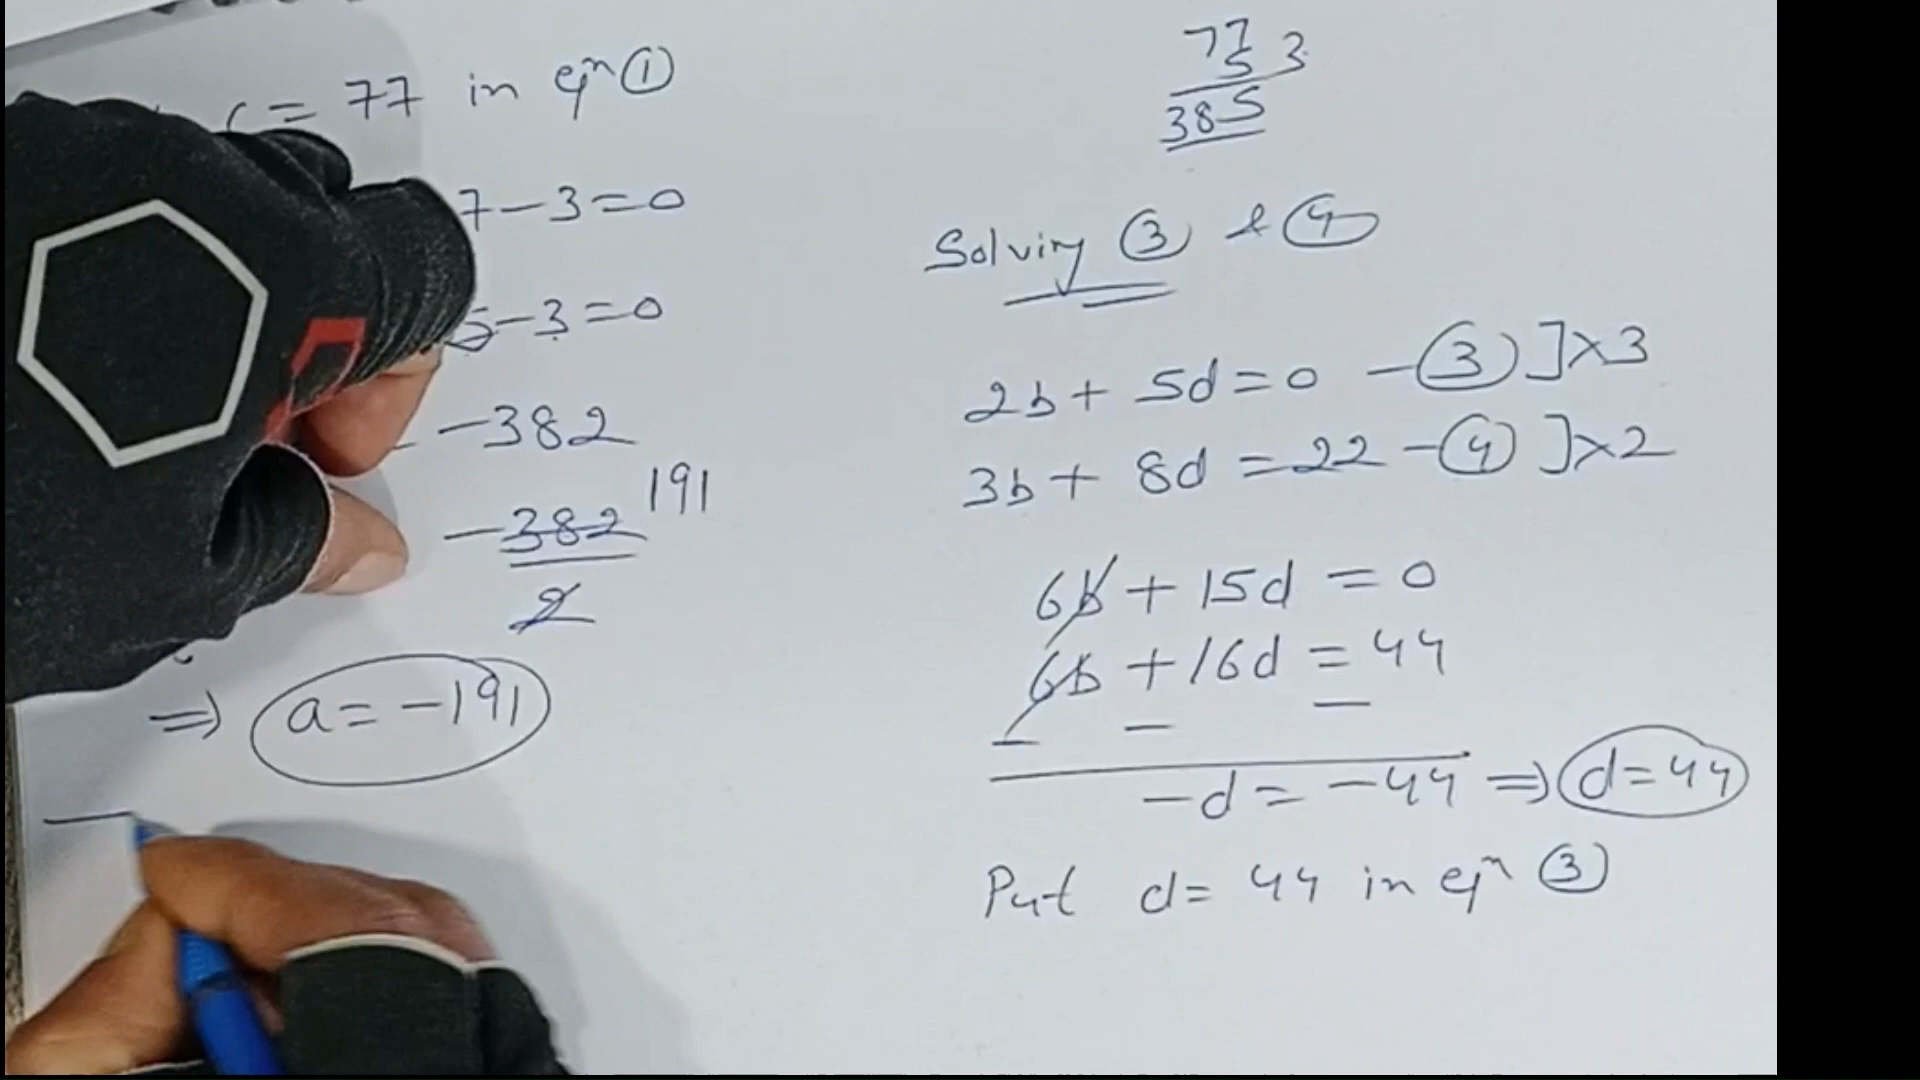 c = 77 in eqⁿ ①
7 - 3 = 0
5 - 3 = 0
- 382
- 382 191
2
⇒ a = -191
77 3
5
385
Solving ③ & ④
2b + 5d = 0 - ③ ] × 3
3b + 8d = 22 - ④ ] × 2
6b + 15d = 0
6b + 16d = 44
- - -
-d = -44 ⇒ d = 44
Put d = 44 in eqⁿ ③